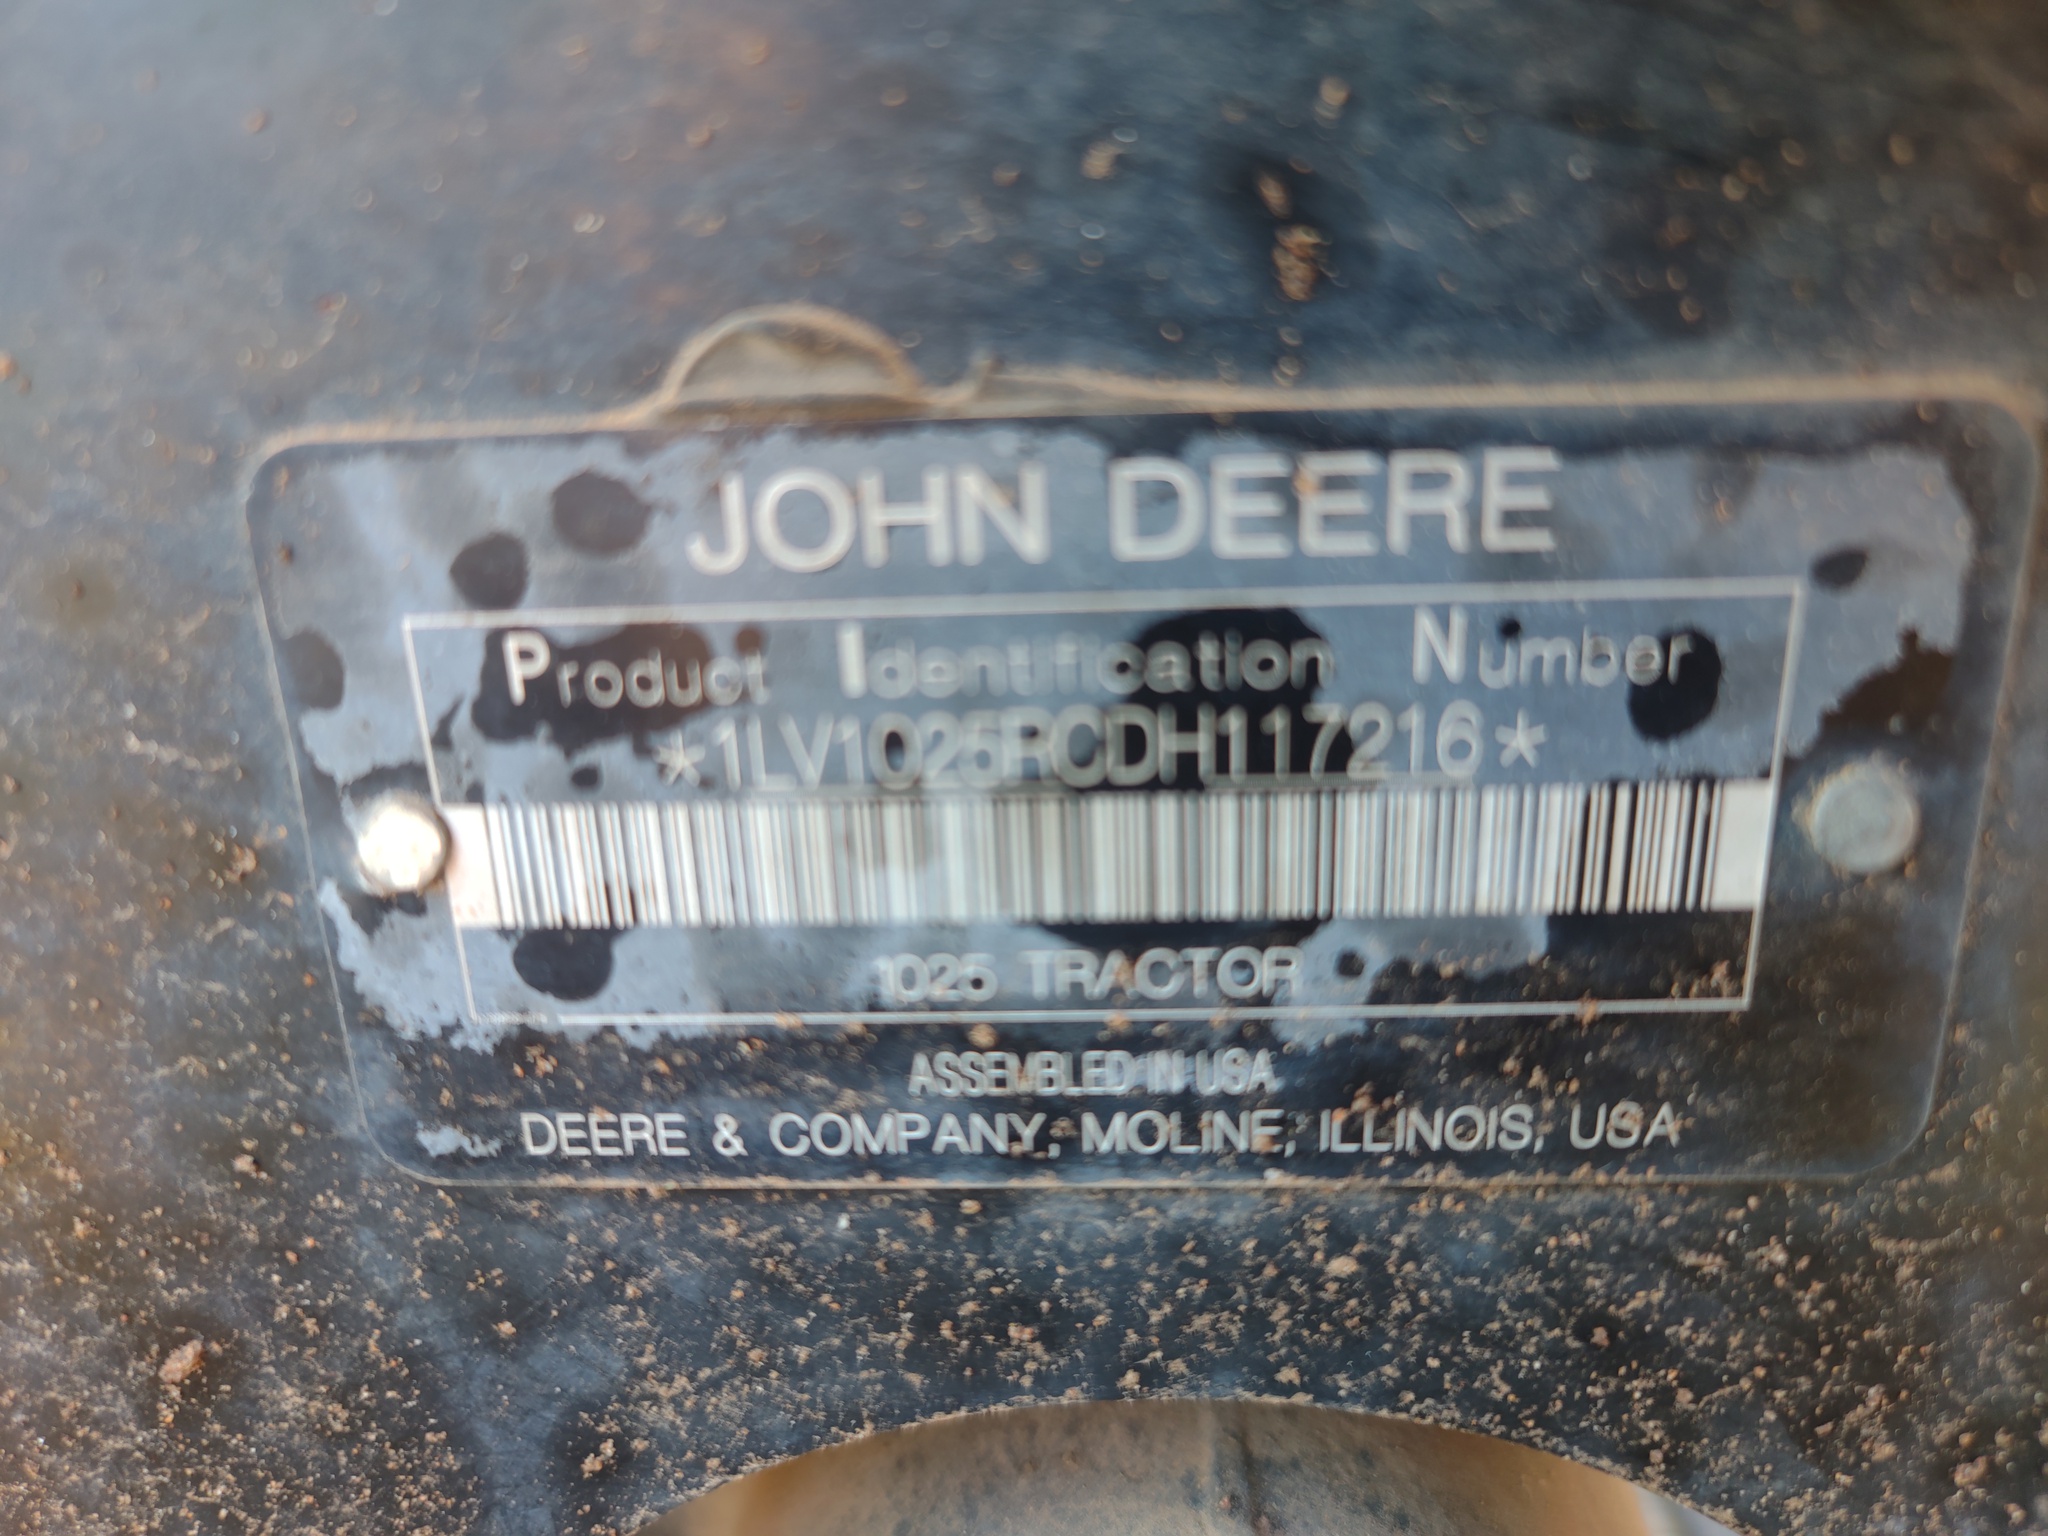 JOHN DEERE
Product Identification Number
*1LV1025RCDH117216*
1025 TRACTOR
ASSEMBLED IN USA
DEERE & COMPANY, MOLINE, ILLINOIS, USA